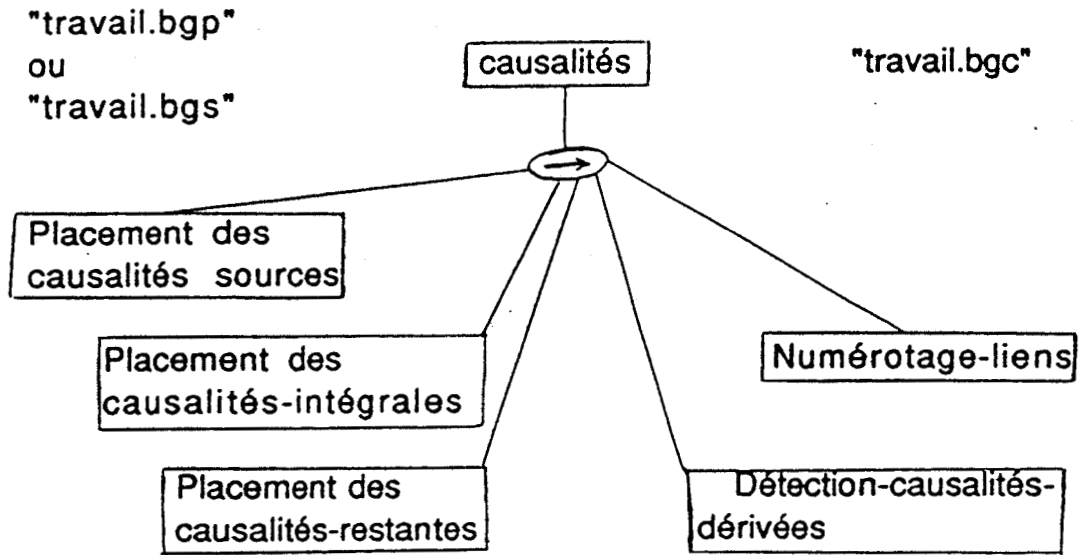 "travail.bgp"
ou
"travail.bgs"
causalités
"travail.bgc"
Placement des
causalités sources
Placement des
causalités-intégrales
Placement des
causalités-restantes
Détection-causalités-
dérivées
Numérotage-liens